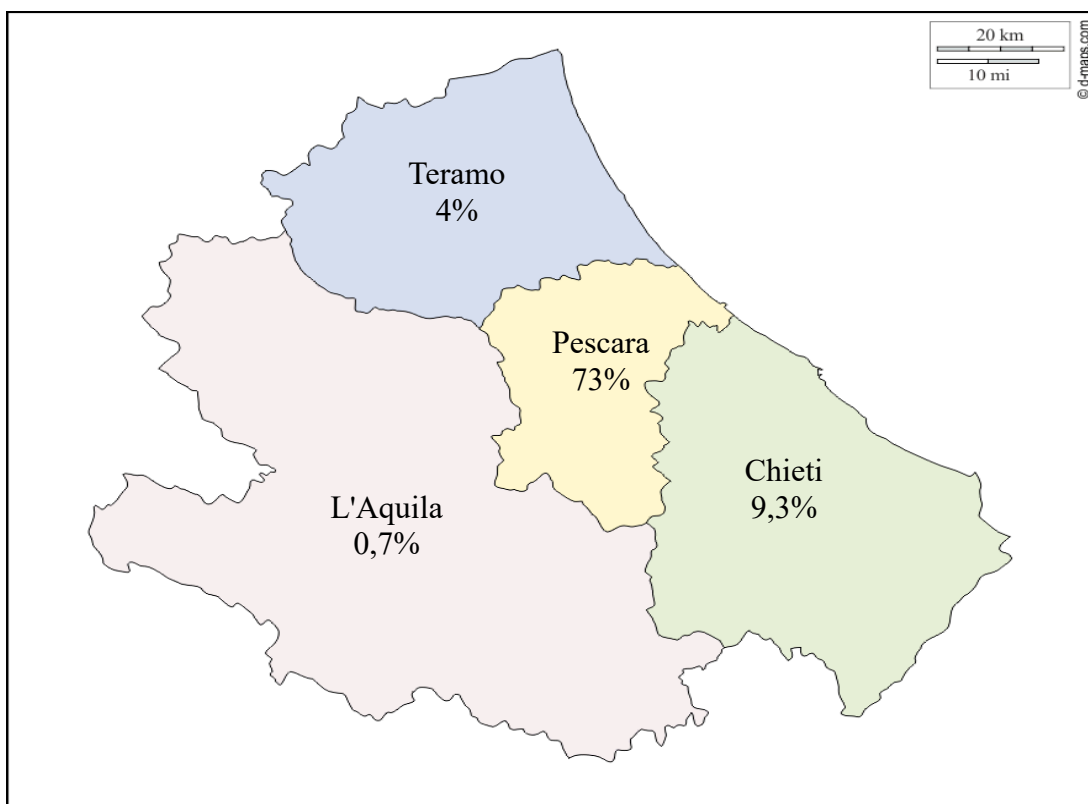 20 km
10 mi
© d-maps.com
Teramo
4%
Pescara
73%
Chieti
9,3%
L'Aquila
0,7%